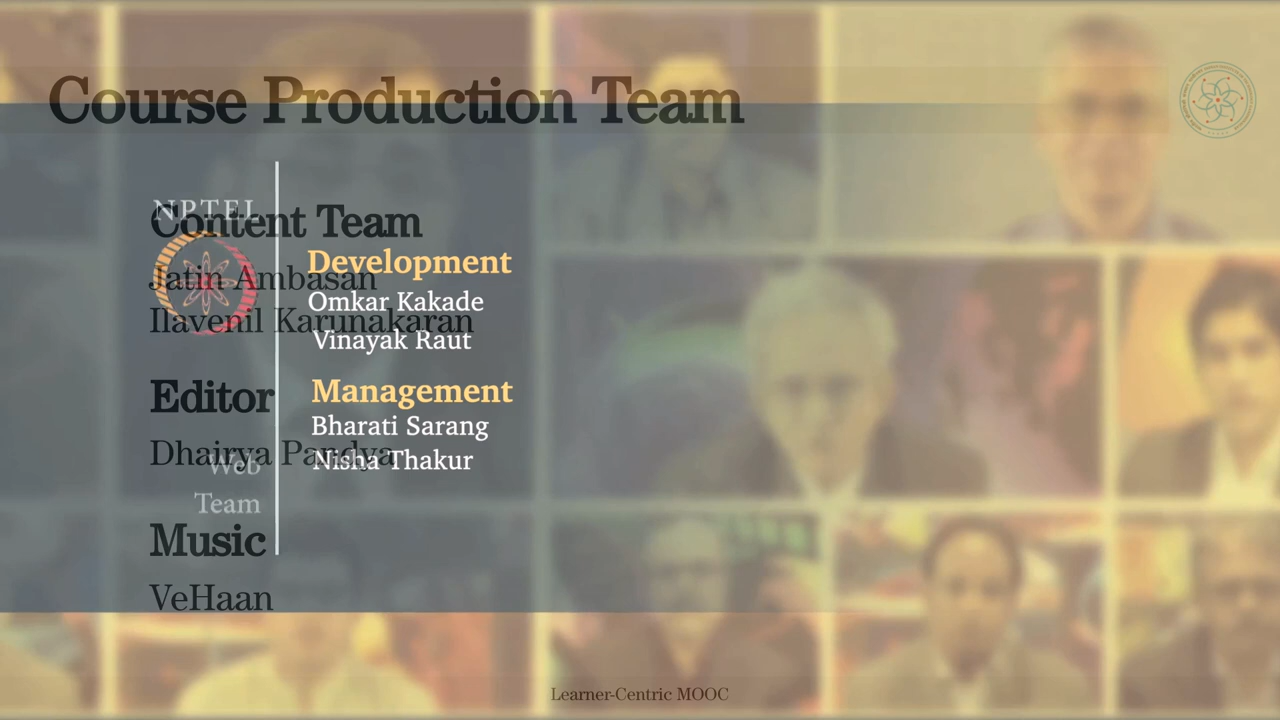 Course Production Team
Content Team
Jatin Ambasan
Ilavenil Karunakaran
Editor
Dhairya Pandya
Music
VeHaan
NPTEL
Web
Team
Development
Omkar Kakade
Vinayak Raut
Management
Bharati Sarang
Nisha Thakur
Learner-Centric MOOC